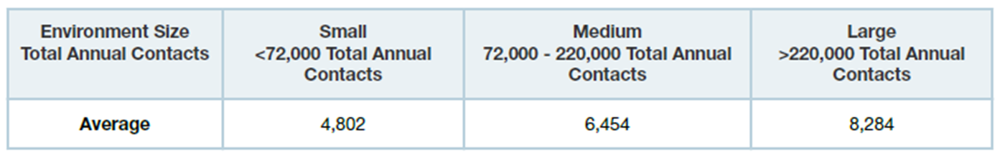 Environment Size
Total Annual Contacts
Small
<72,000 Total Annual
Contacts
Medium
72,000 - 220,000 Total Annual
Contacts
Large
>220,000 Total Annual
Contacts
Average
4,802
6,454
8,284